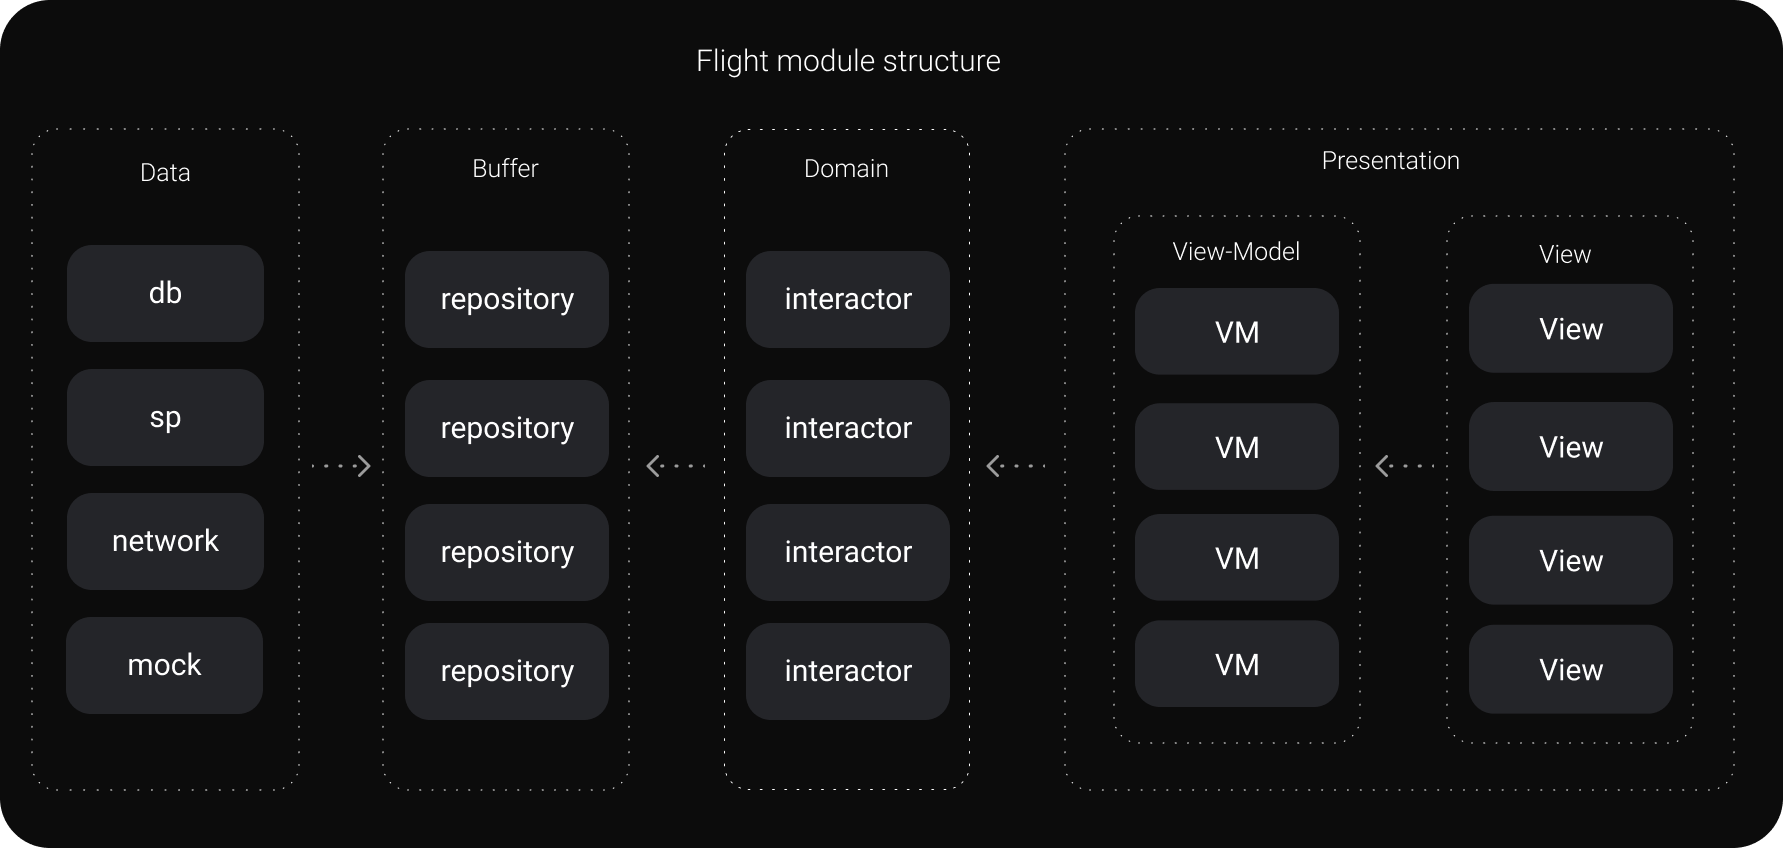 Flight module structure
Data
db
sp
network
mock
Buffer
repository
repository
repository
repository
Domain
interactor
interactor
interactor
interactor
Presentation
View-Model
VM
VM
VM
VM
View
View
View
View
View